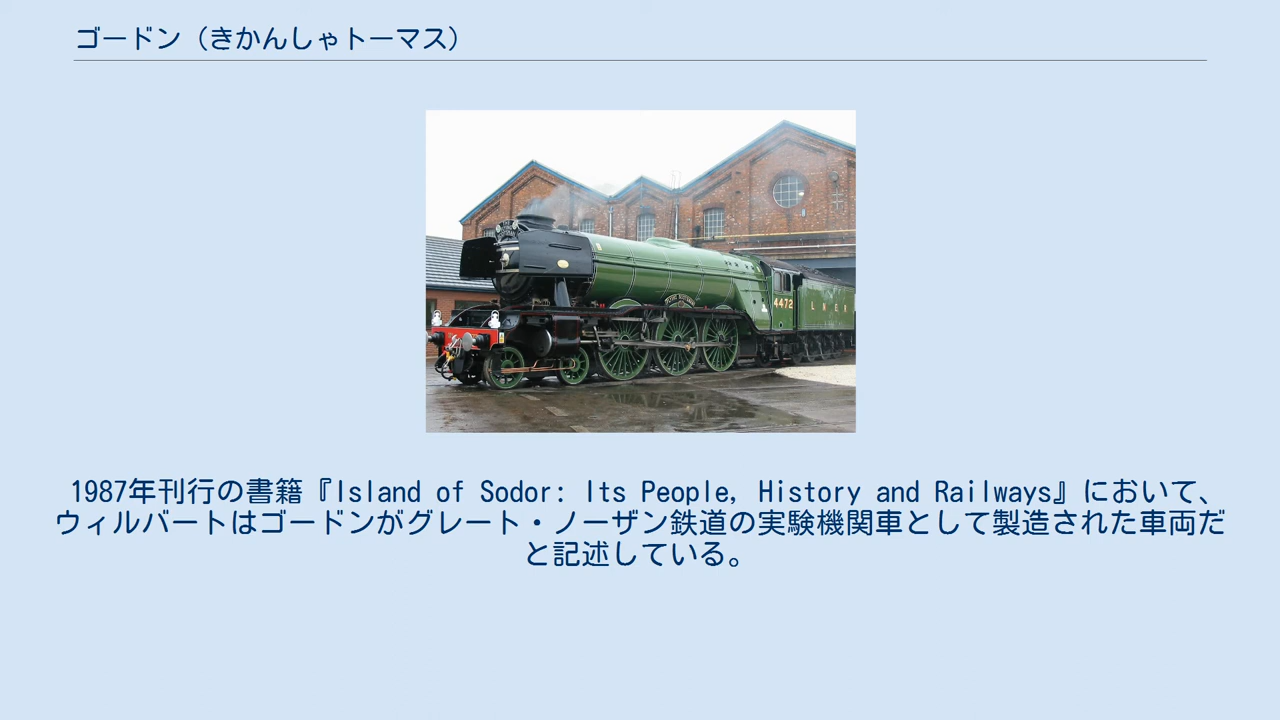 ゴードン（きかんしゃトーマス）
4472
L N E R
1987年刊行の書籍『Island of Sodor: Its People, History and Railways』において、
ウィルバートはゴードンがグレート・ノーザン鉄道の実験機関車として製造された車両だ
と記述している。